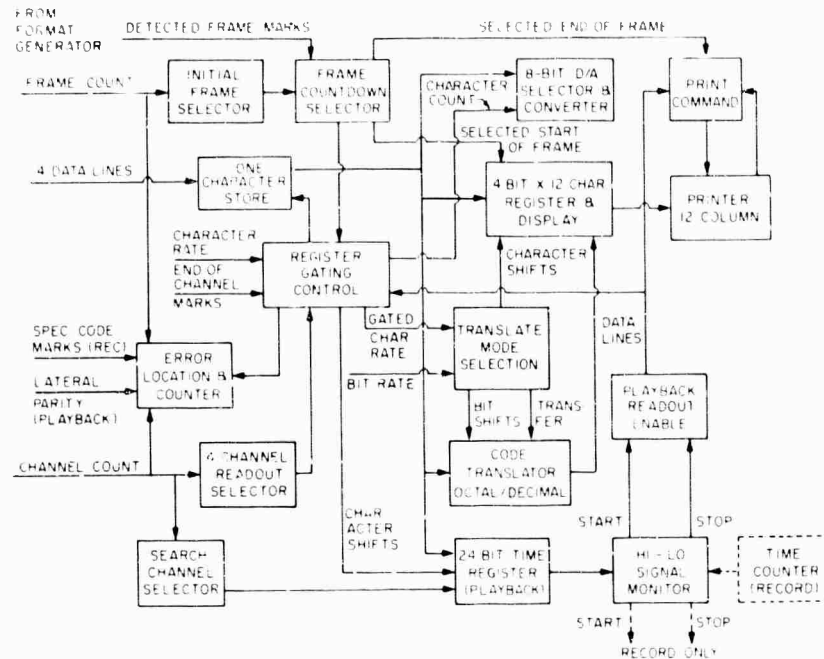 FROM
FORMAT
GENERATOR
DETECTED FRAME MARKS
SELECTED END OF FRAME
FRAME COUNT
INITIAL
FRAME
SELECTOR
FRAME
COUNTDOWN
SELECTOR
CHARACTER
COUNT
8-BIT D/A
SELECTOR &
CONVERTER
PRINT
COMMAND
SELECTED START
OF FRAME
4 DATA LINES
ONE
CHARACTER
STORE
4 BIT X 12 CHAR
REGISTER &
DISPLAY
PRINTER
12 COLUMN
CHARACTER
RATE
END OF
CHANNEL
MARKS
REGISTER
GATING
CONTROL
CHARACTER
SHIFTS
GATED
CHAR
RATE
TRANSLATE
MODE
SELECTION
DATA
LINES
SPEC CODE
MARKS (REC)
ERROR
LOCATION &
COUNTER
LATERAL
PARITY
(PLAYBACK)
BIT RATE
BIT
SHIFTS
TRANS
FER
PLAYBACK
READOUT
ENABLE
CHANNEL COUNT
4 CHANNEL
READOUT
SELECTOR
CODE
TRANSLATOR
OCTAL/DECIMAL
CHAR
ACTER
SHIFTS
START
STOP
SEARCH
CHANNEL
SELECTOR
24 BIT TIME
REGISTER
(PLAYBACK)
HI-LO
SIGNAL
MONITOR
TIME
COUNTER
(RECORD)
START
STOP
RECORD ONLY